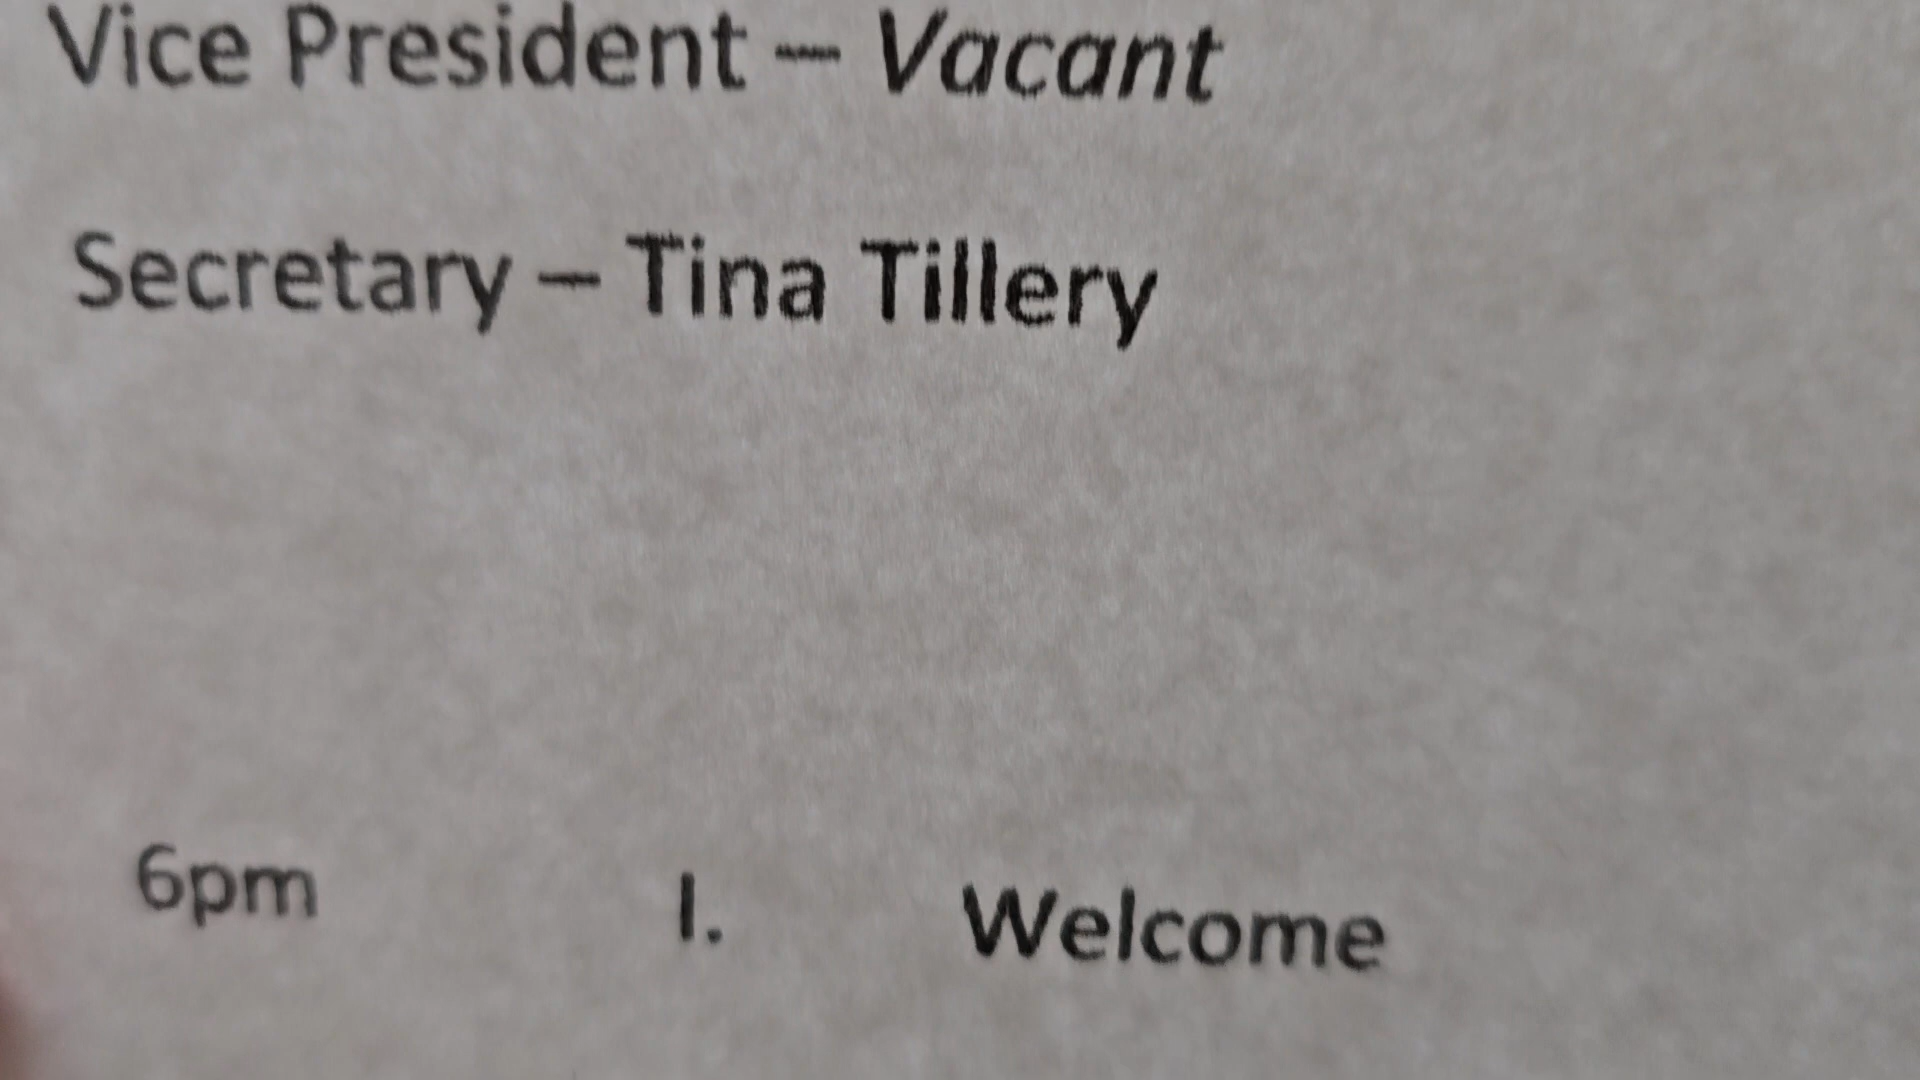 Vice President – Vacant
Secretary – Tina Tillery
6pm I. Welcome